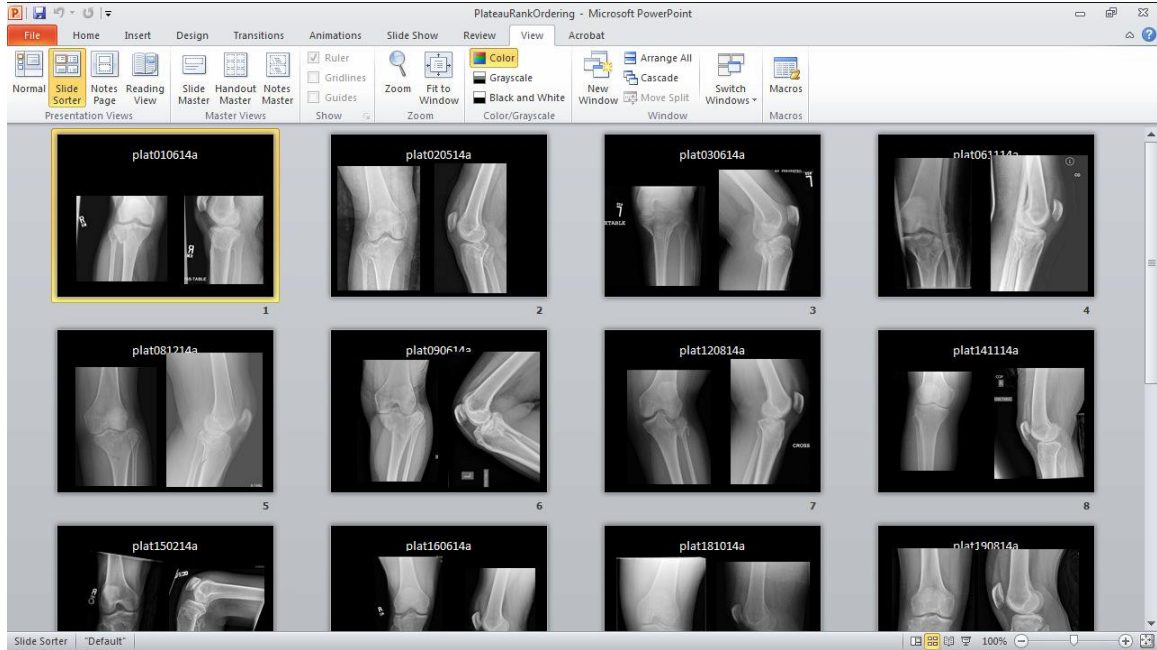 PlateauRankOrdering - Microsoft PowerPoint
File Home Insert Design Transitions Animations Slide Show Review View Acrobat
Normal Slide Sorter Notes Page Reading View
Presentation Views
Slide Master Handout Master Notes Master
Master Views
Ruler
Gridlines
Guides
Show
Zoom Fit to Window
Zoom
Color
Grayscale
Black and White
Color/Grayscale
New Window
Arrange All
Cascade
Move Split
Switch Windows
Window
Macros
Macros
plat010614a plat020514a plat030614a plat061114a
1 2 3 4
plat081214a plat090614a plat120814a plat141114a
CROSS
5 6 7 8
plat150214a plat160614a plat181014a plat190814a
Slide Sorter "Default" 100%